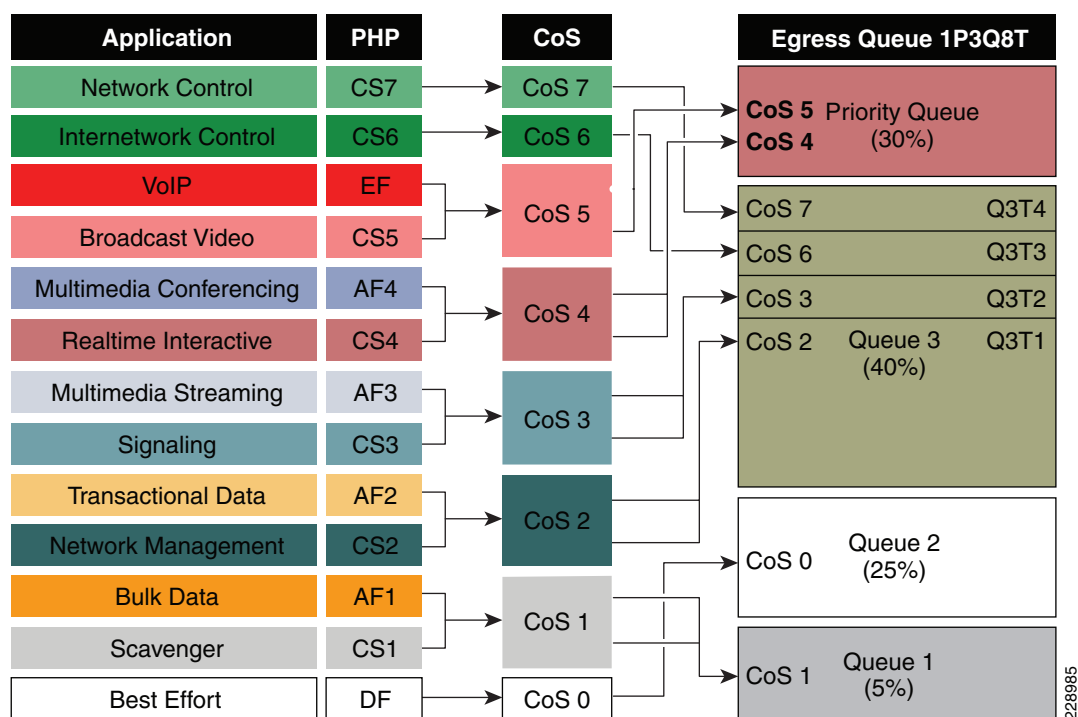 Application PHP CoS Egress Queue 1P3Q8T
Network Control CS7 CoS 7
Internetwork Control CS6 CoS 6
VoIP EF
CoS 5
Broadcast Video CS5
Multimedia Conferencing AF4
CoS 4
Realtime Interactive CS4
Multimedia Streaming AF3
CoS 3
Signaling CS3
Transactional Data AF2
CoS 2
Network Management CS2
Bulk Data AF1
CoS 1
Scavenger CS1
Best Effort DF CoS 0
CoS 5 Priority Queue
CoS 4 (30%)
CoS 7 Q3T4
CoS 6 Q3T3
CoS 3 Q3T2
CoS 2 Queue 3 Q3T1
(40%)
CoS 0 Queue 2
(25%)
CoS 1 Queue 1
(5%)
228985